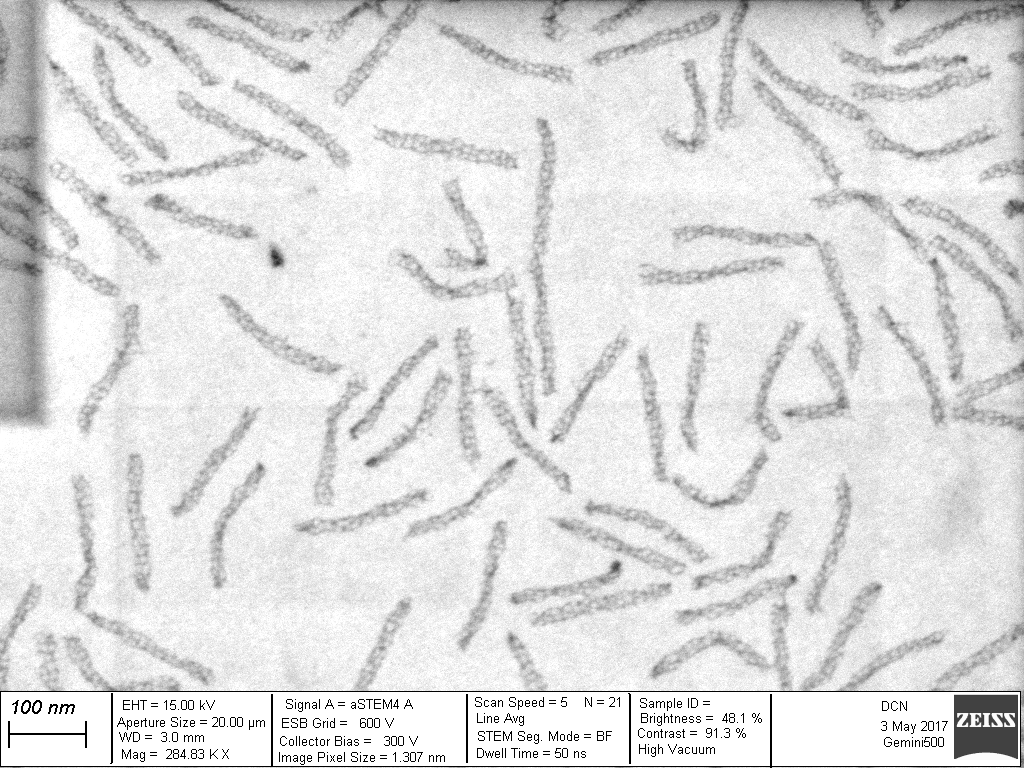 100 nm
EHT = 15.00 kV
Aperture Size = 20.00 µm
WD = 3.0 mm
Mag = 284.83 K X
Signal A = aSTEM4 A
ESB Grid = 600 V
Collector Bias = 300 V
Image Pixel Size = 1.307 nm
Scan Speed = 5 N = 21
Line Avg
STEM Seg. Mode = BF
Dwell Time = 50 ns
Sample ID =
Brightness = 48.1 %
Contrast = 91.3 %
High Vacuum
DCN
3 May 2017
Gemini500
ZEISS